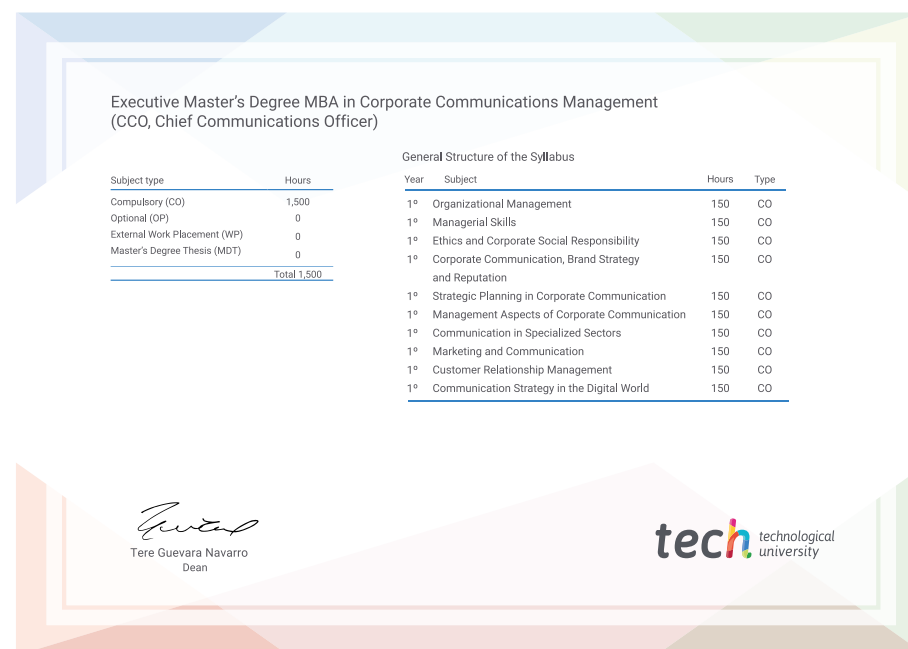 Executive Master's Degree MBA in Corporate Communications Management
(CCO, Chief Communications Officer)
Subject type Hours
Compulsory (CO) 1,500
Optional (OP) 0
External Work Placement (WP) 0
Master's Degree Thesis (MDT) 0
Total 1,500
General Structure of the Syllabus
Year Subject Hours Type
1º Organizational Management 150 CO
1º Managerial Skills 150 CO
1º Ethics and Corporate Social Responsibility 150 CO
1º Corporate Communication, Brand Strategy 150 CO
and Reputation
1º Strategic Planning in Corporate Communication 150 CO
1º Management Aspects of Corporate Communication 150 CO
1º Communication in Specialized Sectors 150 CO
1º Marketing and Communication 150 CO
1º Customer Relationship Management 150 CO
1º Communication Strategy in the Digital World 150 CO
Tere Guevara Navarro
Dean
tech technological
university